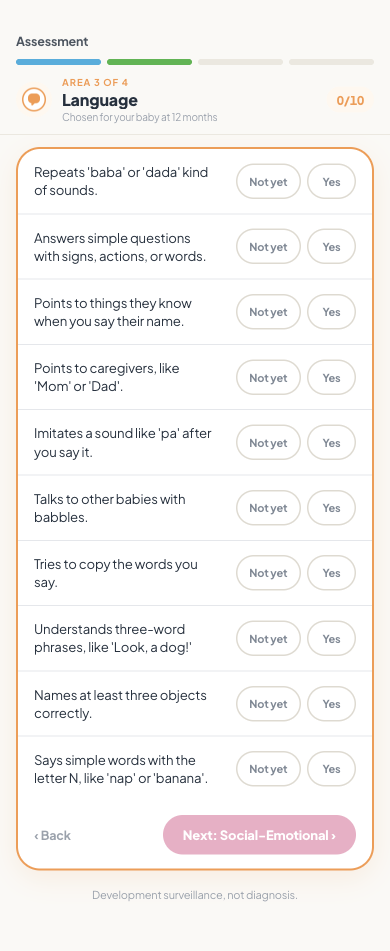 Assessment
AREA 3 OF 4
Language
0/10
Chosen for your baby at 12 months
Repeats 'baba' or 'dada' kind
of sounds.
Not yet
Yes
Answers simple questions
with signs, actions, or words.
Not yet
Yes
Points to things they know
when you say their name.
Not yet
Yes
Points to caregivers, like
'Mom' or 'Dad'.
Not yet
Yes
Imitates a sound like 'pa' after
you say it.
Not yet
Yes
Talks to other babies with
babbles.
Not yet
Yes
Tries to copy the words you
say.
Not yet
Yes
Understands three-word
phrases, like 'Look, a dog!'
Not yet
Yes
Names at least three objects
correctly.
Not yet
Yes
Says simple words with the
letter N, like 'nap' or 'banana'.
Not yet
Yes
‹ Back
Next: Social-Emotional ›
Development surveillance, not diagnosis.